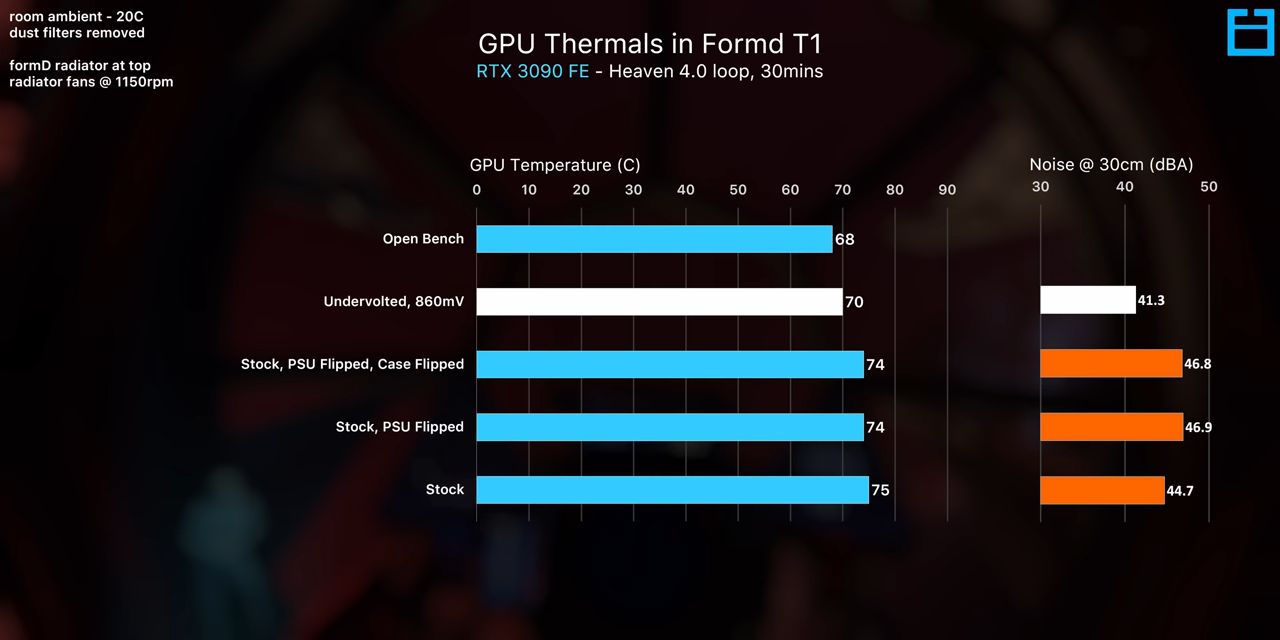 room ambient - 20C
dust filters removed
formD radiator at top
radiator fans @ 1150rpm
GPU Thermals in Formd T1
RTX 3090 FE - Heaven 4.0 loop, 30mins
GPU Temperature (C)
0 10 20 30 40 50 60 70 80 90
Noise @ 30cm (dBA)
30 40 50
Open Bench 68
Undervolted, 860mV 70 41.3
Stock, PSU Flipped, Case Flipped 74 46.8
Stock, PSU Flipped 74 46.9
Stock 75 44.7